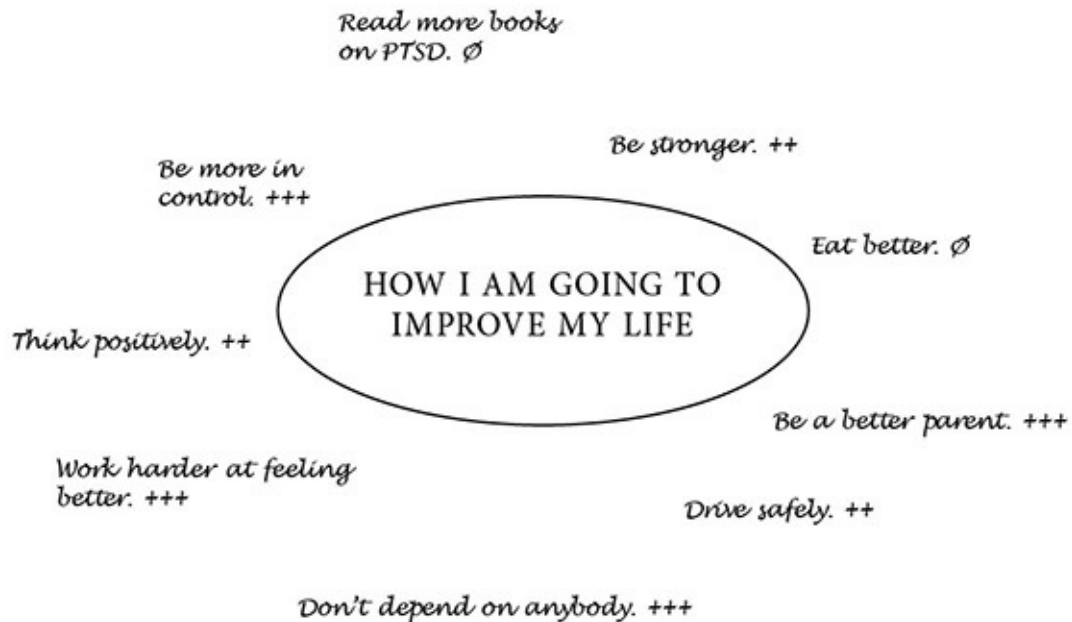 Read more books
on PTSD. Ø
Be stronger. ++
Be more in
control. +++
Eat better. Ø
HOW I AM GOING TO
IMPROVE MY LIFE
Think positively. ++
Be a better parent. +++
Work harder at feeling
better. +++
Drive safely. ++
Don't depend on anybody. +++